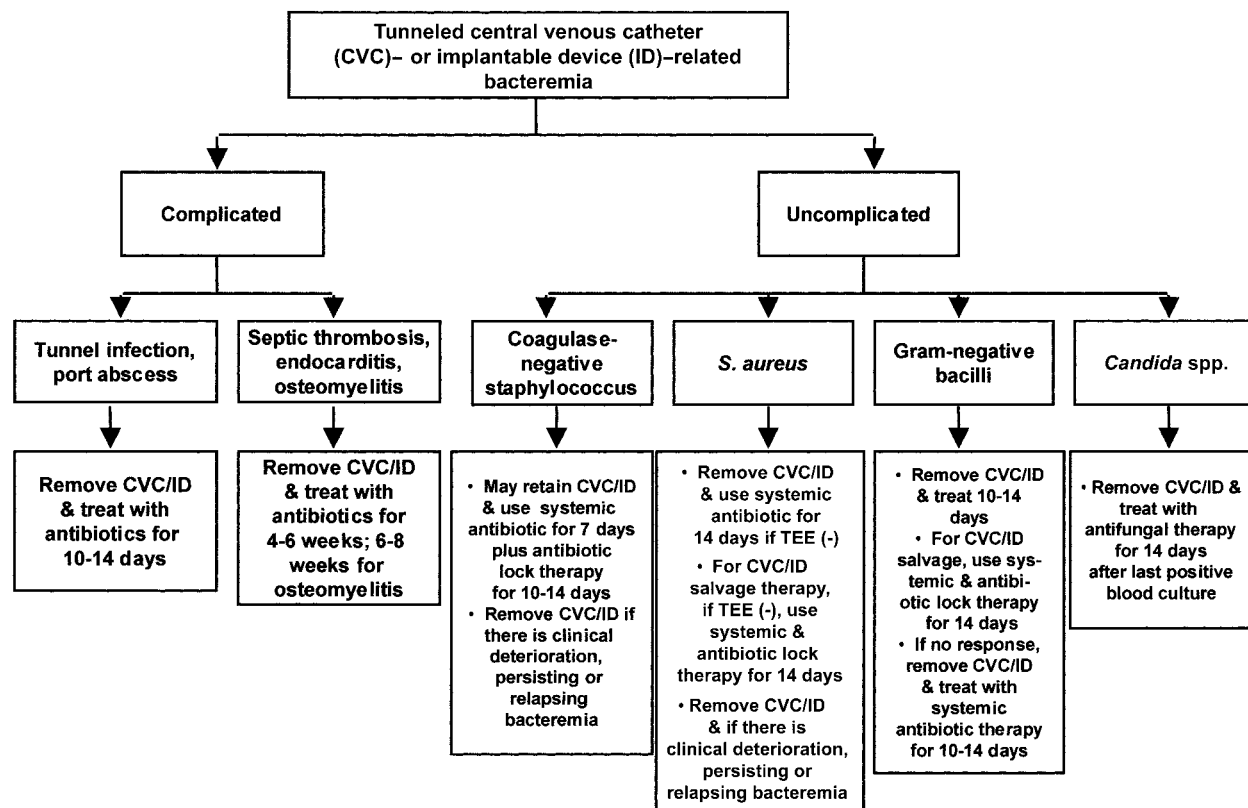 Tunneled central venous catheter
(CVC)– or implantable device (ID)–related
bacteremia
Complicated
Uncomplicated
Tunnel infection,
port abscess
Septic thrombosis,
endocarditis,
osteomyelitis
Coagulase-
negative
staphylococcus
S. aureus
Gram-negative
bacilli
Candida spp.
Remove CVC/ID
& treat with
antibiotics for
10-14 days
Remove CVC/ID
& treat with
antibiotics for
4-6 weeks; 6-8
weeks for
osteomyelitis
• May retain CVC/ID
& use systemic
antibiotic for 7 days
plus antibiotic
lock therapy
for 10-14 days
• Remove CVC/ID if
there is clinical
deterioration,
persisting or
relapsing
bacteremia
• Remove CVC/ID
& use systemic
antibiotic for
14 days if TEE (-)
• For CVC/ID
salvage therapy,
if TEE (-), use
systemic &
antibiotic lock
therapy for 14 days
• Remove CVC/ID
& if there is
clinical deterioration,
persisting or
relapsing bacteremia
• Remove CVC/ID
& treat 10-14
days
• For CVC/ID
salvage, use sys-
temic & antibi-
otic lock therapy
for 14 days
• If no response,
remove CVC/ID
& treat with
systemic
antibiotic therapy
for 10-14 days
• Remove CVC/ID &
treat with
antifungal therapy
for 14 days
after last positive
blood culture